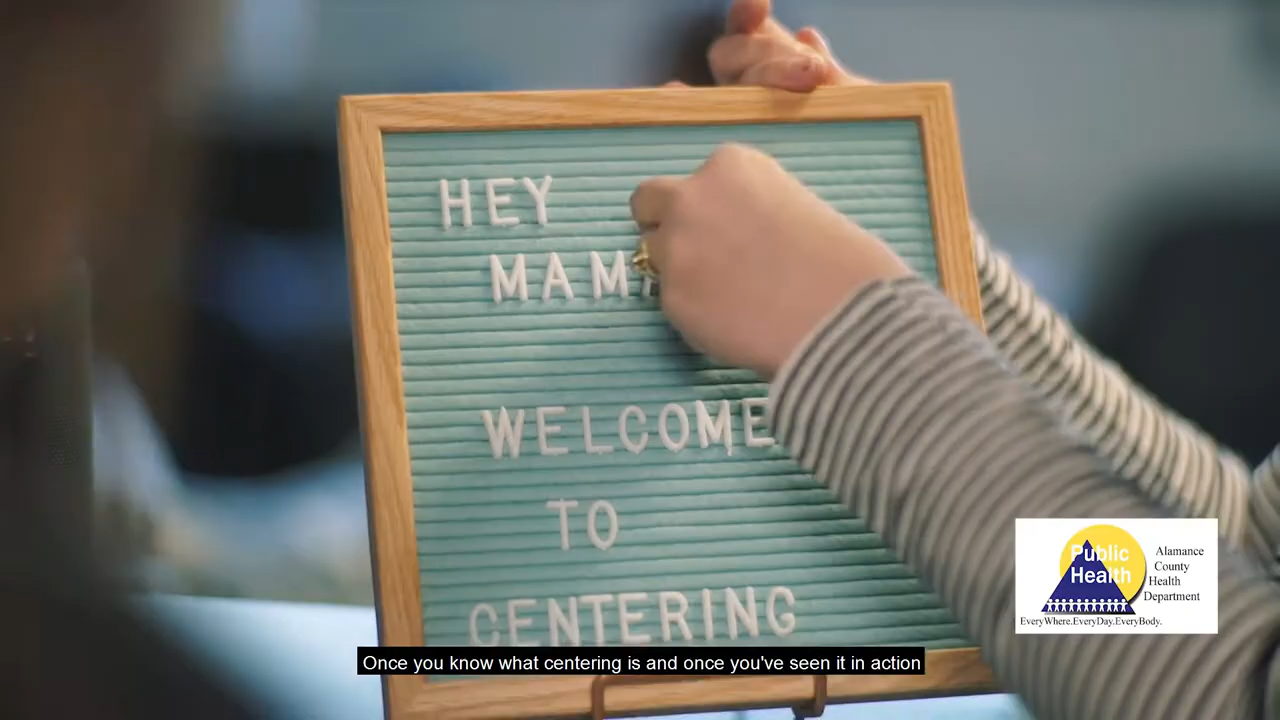 HEY
MAMA
WELCOME
TO
CENTERING
Public
Health
Alamance
County
Health
Department
EveryWhere.EveryDay.EveryBody.
Once you know what centering is and once you've seen it in action